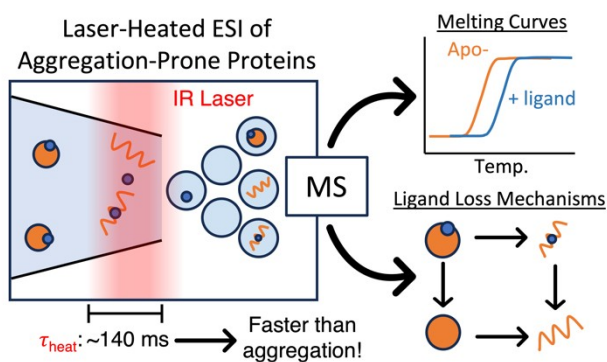 Laser-Heated ESI of
Aggregation-Prone Proteins
IR Laser
MS
τheat: ~140 ms
Faster than
aggregation!
Melting Curves
Apo-
+ ligand
Temp.
Ligand Loss Mechanisms